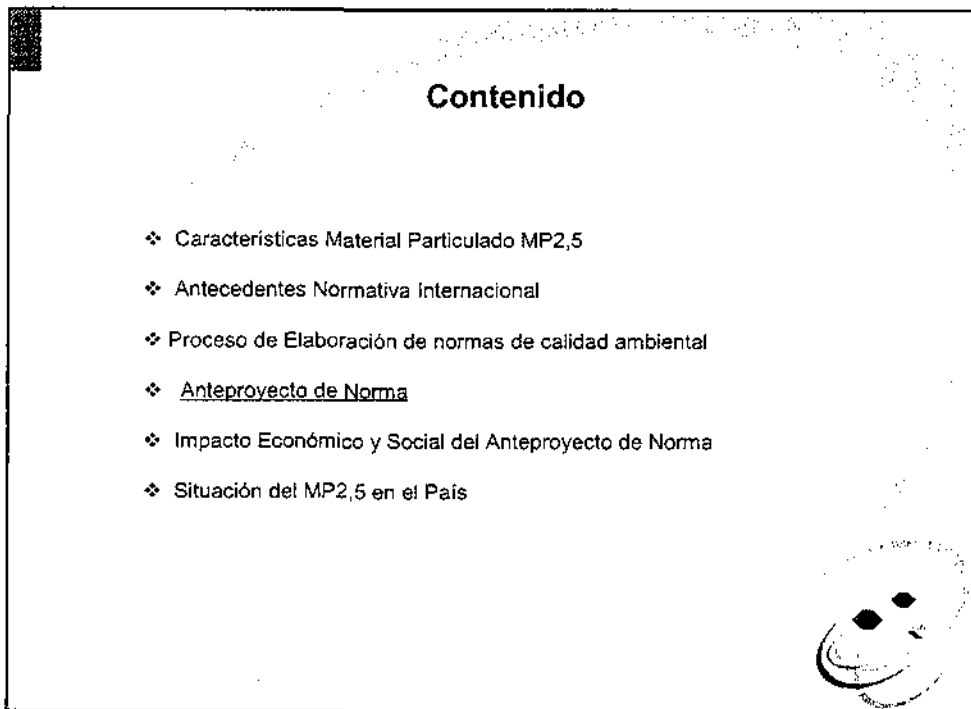 Contenido
❖ Características Material Particulado MP2,5
❖ Antecedentes Normativa Internacional
❖ Proceso de Elaboración de normas de calidad ambiental
❖ Anteproyecto de Norma
❖ Impacto Económico y Social del Anteproyecto de Norma
❖ Situación del MP2,5 en el País